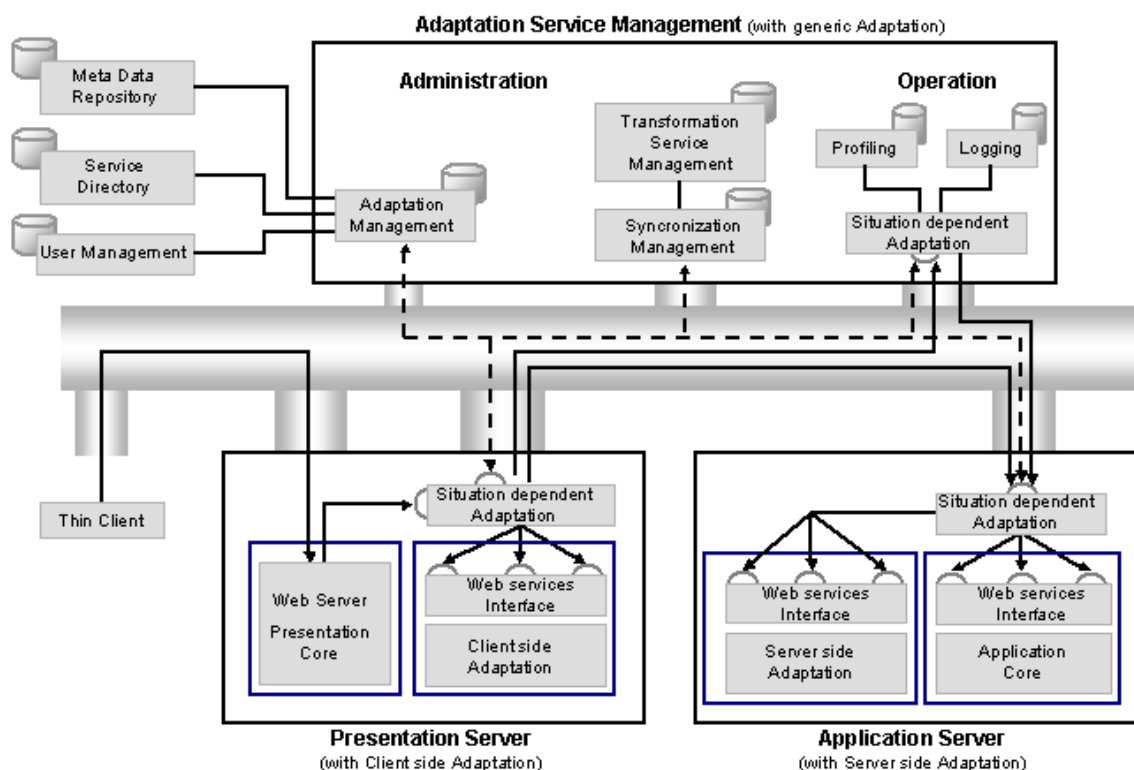 Adaptation Service Management (with generic Adaptation)
Meta Data
Repository
Service
Directory
User Management
Administration
Operation
Adaptation
Management
Transformation
Service
Management
Syncronization
Management
Profiling
Logging
Situation dependent
Adaptation
Thin Client
Situation dependent
Adaptation
Web Server
Presentation
Core
Web services
Interface
Client side
Adaptation
Presentation Server
(with Client side Adaptation)
Situation dependent
Adaptation
Web services
Interface
Server side
Adaptation
Web services
Interface
Application
Core
Application Server
(with Server side Adaptation)